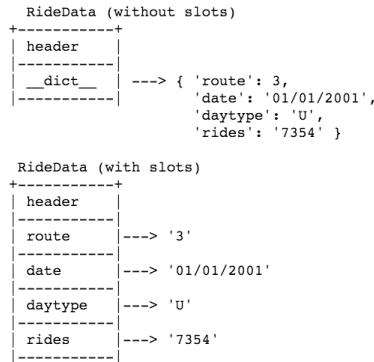 RideData (without slots)
+-----------+
| header    |
|-----------|
| __dict__  | ---> { 'route': 3,
|-----------|        'date': '01/01/2001',
                     'daytype': 'U',
                     'rides': '7354' }
RideData (with slots)
+-----------+
| header    |
|-----------|
| route     |---> '3'
|-----------|
| date      |---> '01/01/2001'
|-----------|
| daytype   |---> 'U'
|-----------|
| rides     |---> '7354'
|-----------|